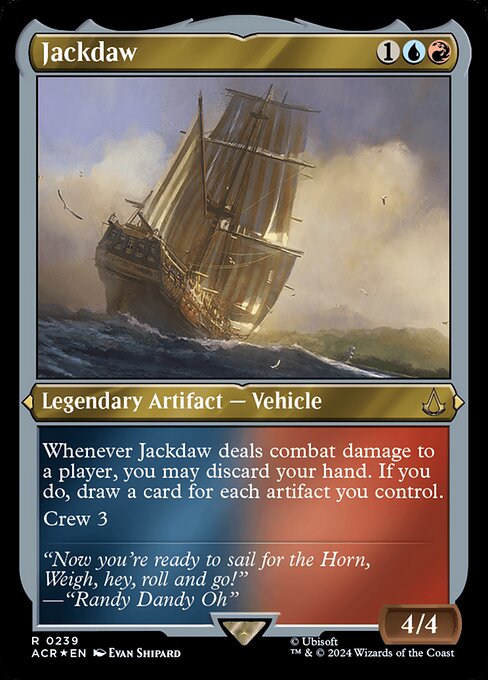 Jackdaw 1
Legendary Artifact — Vehicle
Whenever Jackdaw deals combat damage to
a player, you may discard your hand. If you
do, draw a card for each artifact you control.
Crew 3
“Now you’re ready to sail for the Horn,
Weigh, hey, roll and go!”
—“Randy Dandy Oh”
4/4
R 0239
ACR★EN Evan Shipard
© Ubisoft
™ & © 2024 Wizards of the Coast